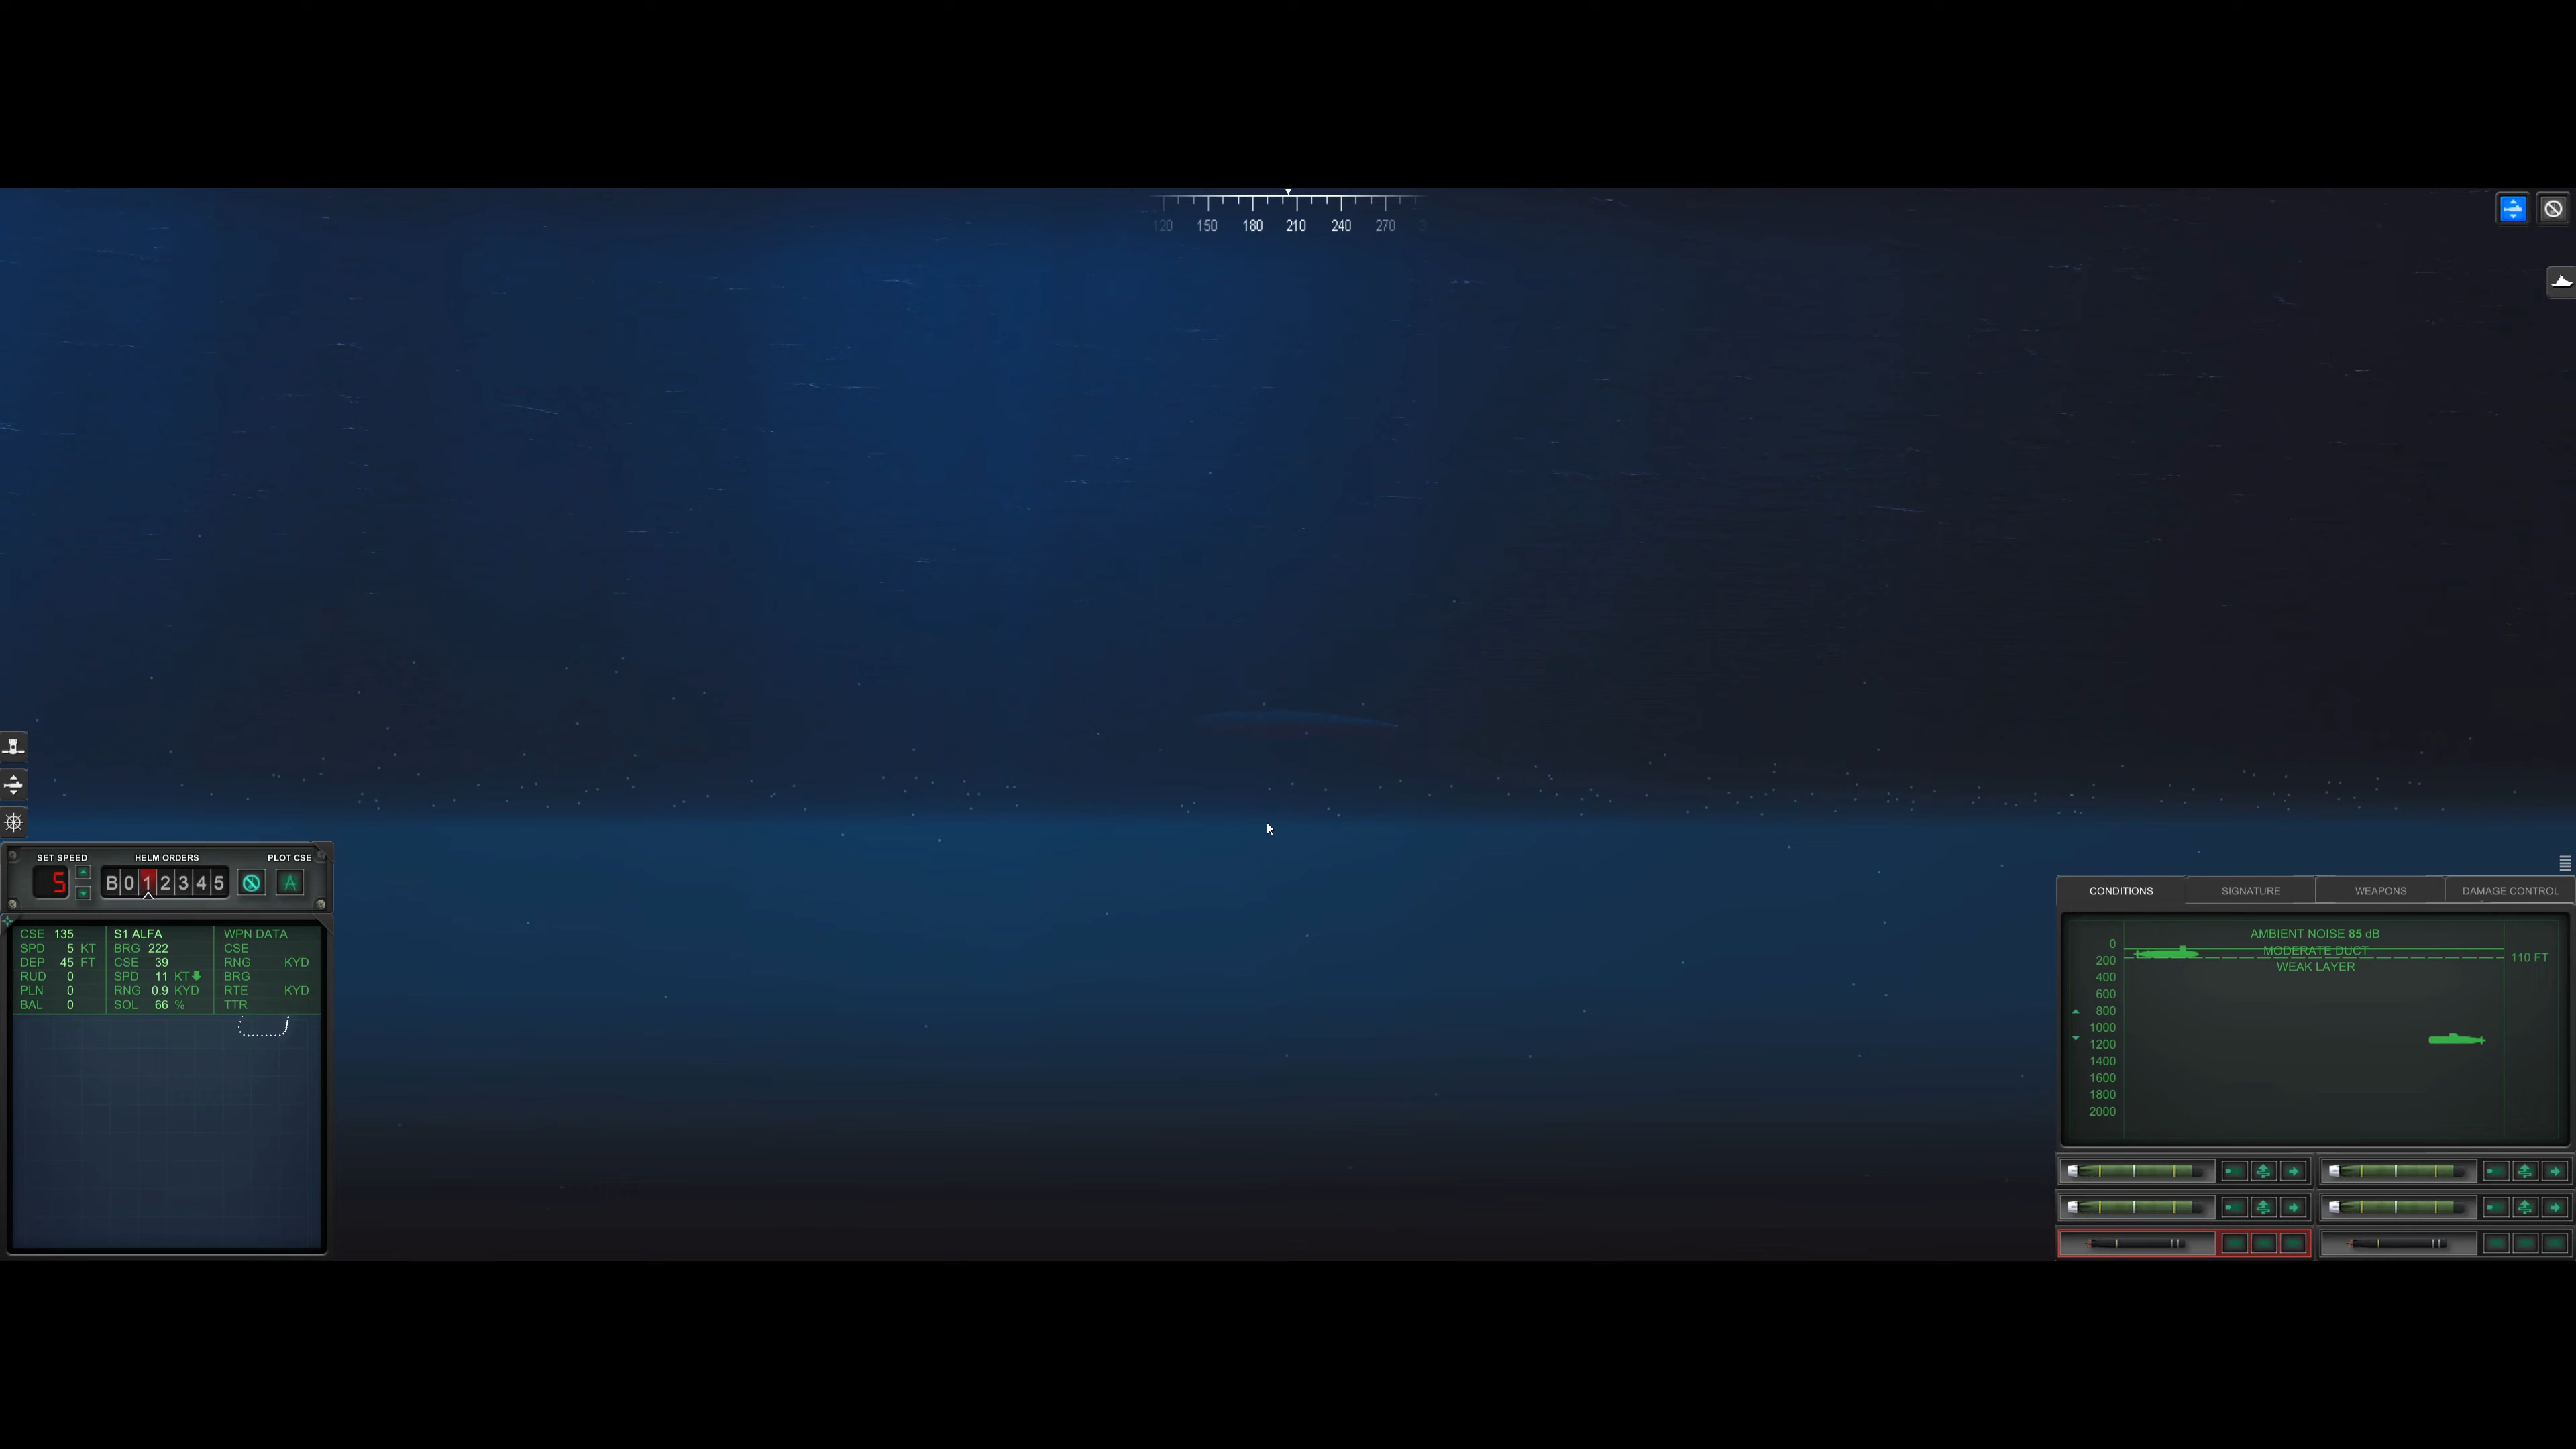 120 150 180 210 240 270
SET SPEED HELM ORDERS PLOT CSE
5 B 0 1 2 3 4 5
CSE 135
SPD 5 KT
DEP 45 FT
RUD 0
PLN 0
BAL 0
S1 ALFA
BRG 222
CSE 39
SPD 11 KT
RNG 0.9 KYD
SOL 66 %
WPN DATA
CSE
RNG KYD
BRG
RTE KYD
TTR
CONDITIONS SIGNATURE WEAPONS DAMAGE CONTROL
AMBIENT NOISE 85 dB
MODERATE DUCT
WEAK LAYER
110 FT
0
200
400
600
800
1000
1200
1400
1600
1800
2000